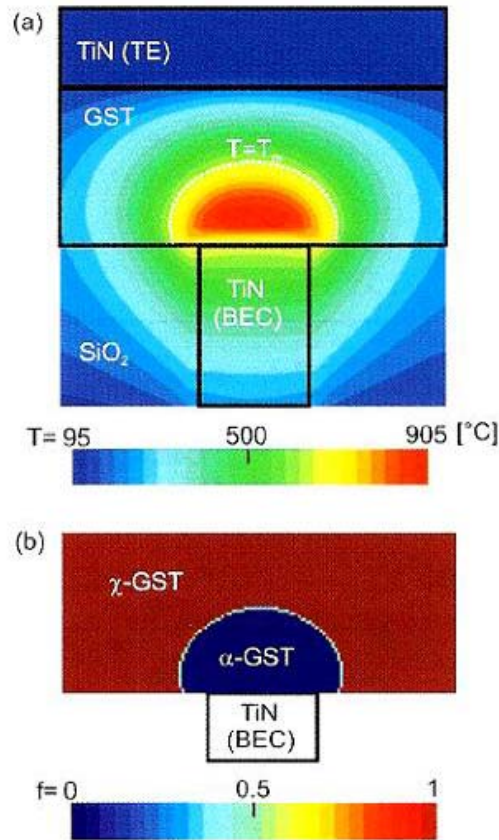 (a)
TiN (TE)
GST
T=Tm
TiN
(BEC)
SiO₂
T= 95 500 905 [°C]
(b)
χ-GST
α-GST
TiN
(BEC)
f= 0 0.5 1